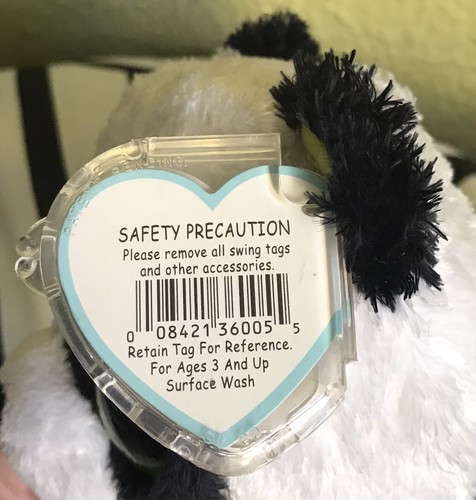 SAFETY PRECAUTION
Please remove all swing tags
and other accessories.
0 08421 36005 5
Retain Tag For Reference.
For Ages 3 And Up
Surface Wash